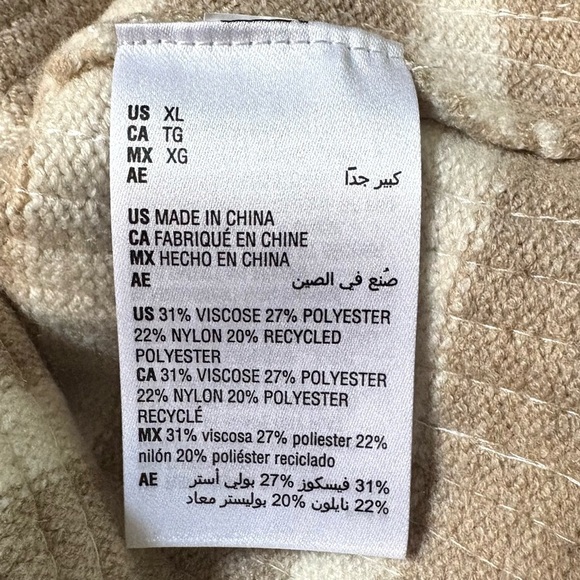 US XL
CA TG
MX XG
AE كبير جدًا
US MADE IN CHINA
CA FABRIQUÉ EN CHINE
MX HECHO EN CHINA
AE صُنع في الصين
US 31% VISCOSE 27% POLYESTER
22% NYLON 20% RECYCLED
POLYESTER
CA 31% VISCOSE 27% POLYESTER
22% NYLON 20% POLYESTER
RECYCLÉ
MX 31% viscosa 27% poliester 22%
nilón 20% poliéster reciclado
AE 31% فيسكوز 27% بولي أستر
22% نايلون 20% بوليستر معاد